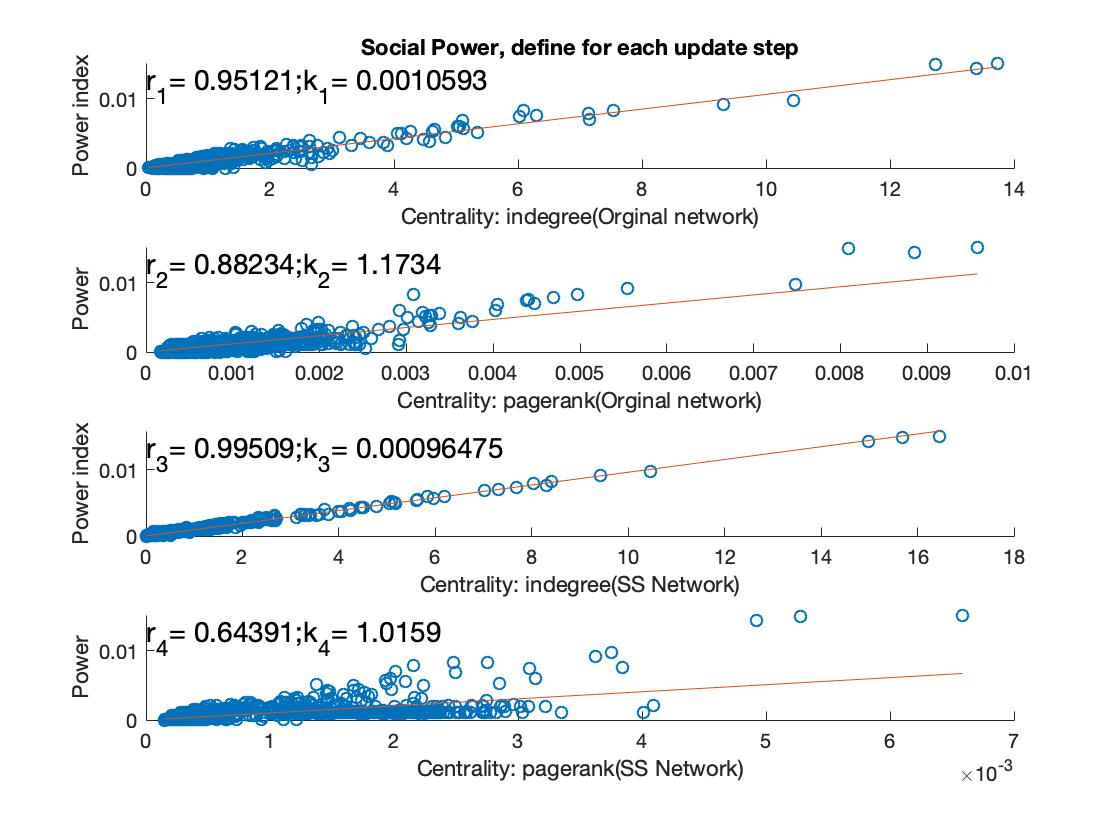 Social Power, define for each update step
Power index
r1= 0.95121;k1= 0.0010593
0.01
0
0 2 4 6 8 10 12 14
Centrality: indegree(Orginal network)
Power
r2= 0.88234;k2= 1.1734
0.01
0
0 0.001 0.002 0.003 0.004 0.005 0.006 0.007 0.008 0.009 0.01
Centrality: pagerank(Orginal network)
Power index
r3= 0.99509;k3= 0.00096475
0.01
0
0 2 4 6 8 10 12 14 16 18
Centrality: indegree(SS Network)
Power
r4= 0.64391;k4= 1.0159
0.01
0
0 1 2 3 4 5 6 7
Centrality: pagerank(SS Network)
×10-3